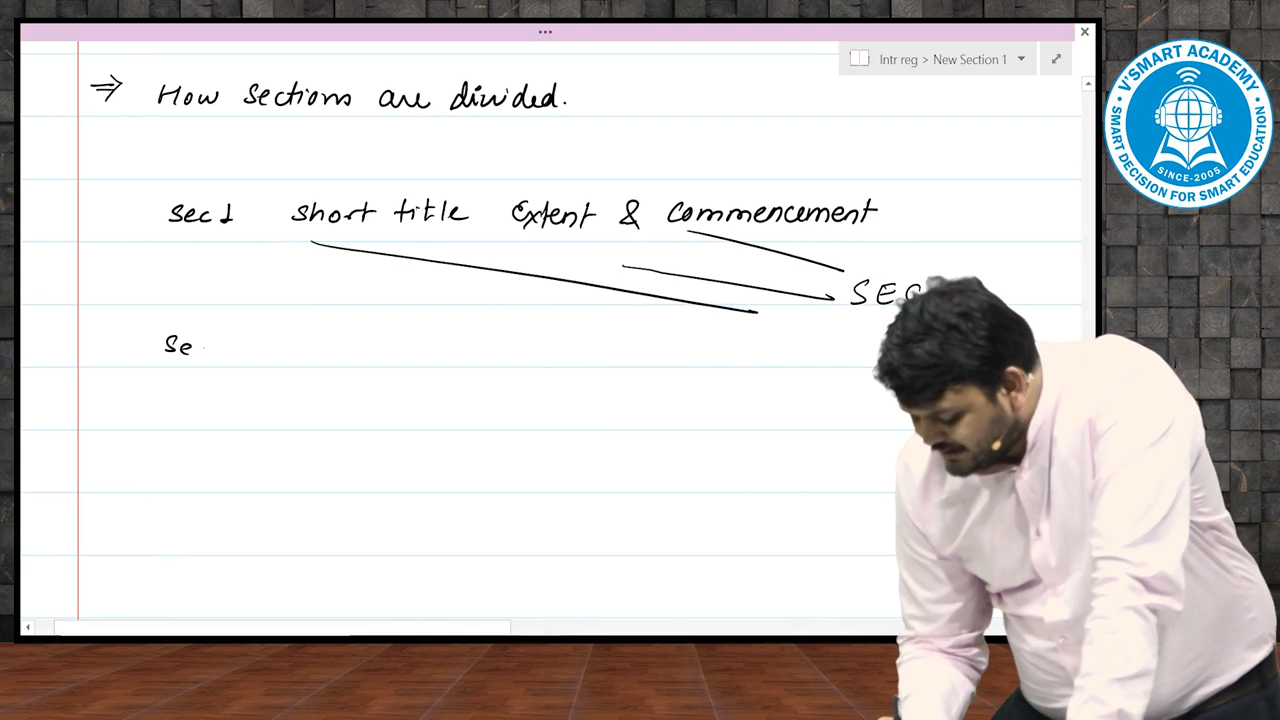 ...
×
Intr reg > New Section 1
⇒ How sections are divided.
sec 1 short title Extent & commencement
SEC
se
V'SMART ACADEMY
SMART DECISION FOR SMART EDUCATION
SINCE-2005